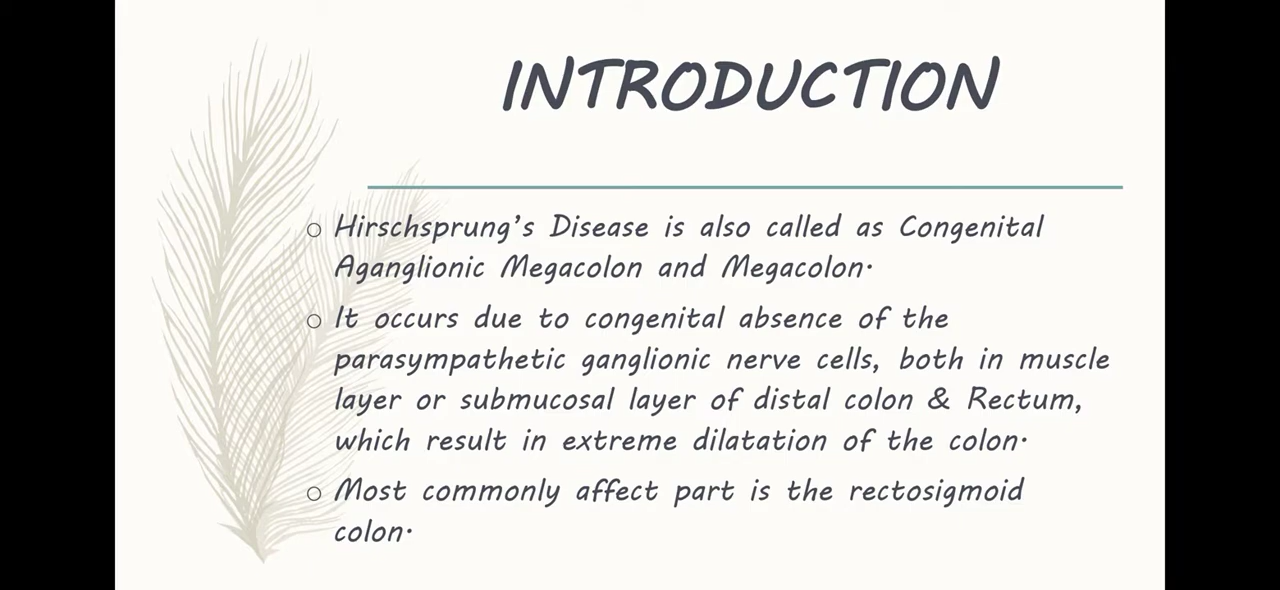 INTRODUCTION
○ Hirschsprung's Disease is also called as Congenital
Aganglionic Megacolon and Megacolon.
○ It occurs due to congenital absence of the
parasympathetic ganglionic nerve cells, both in muscle
layer or submucosal layer of distal colon & Rectum,
which result in extreme dilatation of the colon.
○ Most commonly affect part is the rectosigmoid
colon.